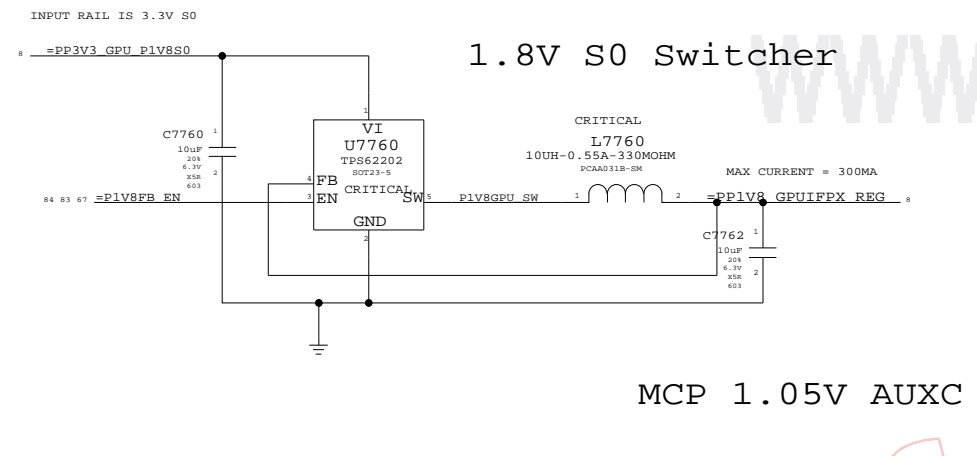 INPUT RAIL IS 3.3V S0
8 =PP3V3_GPU_P1V8S0
1.8V S0 Switcher
WWW
1
VI
U7760
TPS62202
SOT23-5
CRITICAL
4 FB
3 EN
SW 5
GND
2
C7760 1
10uF
20%
6.3V
X5R 2
603
84 83 67 =P1V8FB_EN
P1V8GPU_SW
CRITICAL
L7760
10UH-0.55A-330MOHM
PCAA031B-SM
1 2
MAX CURRENT = 300MA
=PP1V8_GPUIFPX_REG 8
C7762 1
10uF
20%
6.3V
X5R 2
603
MCP 1.05V AUXC